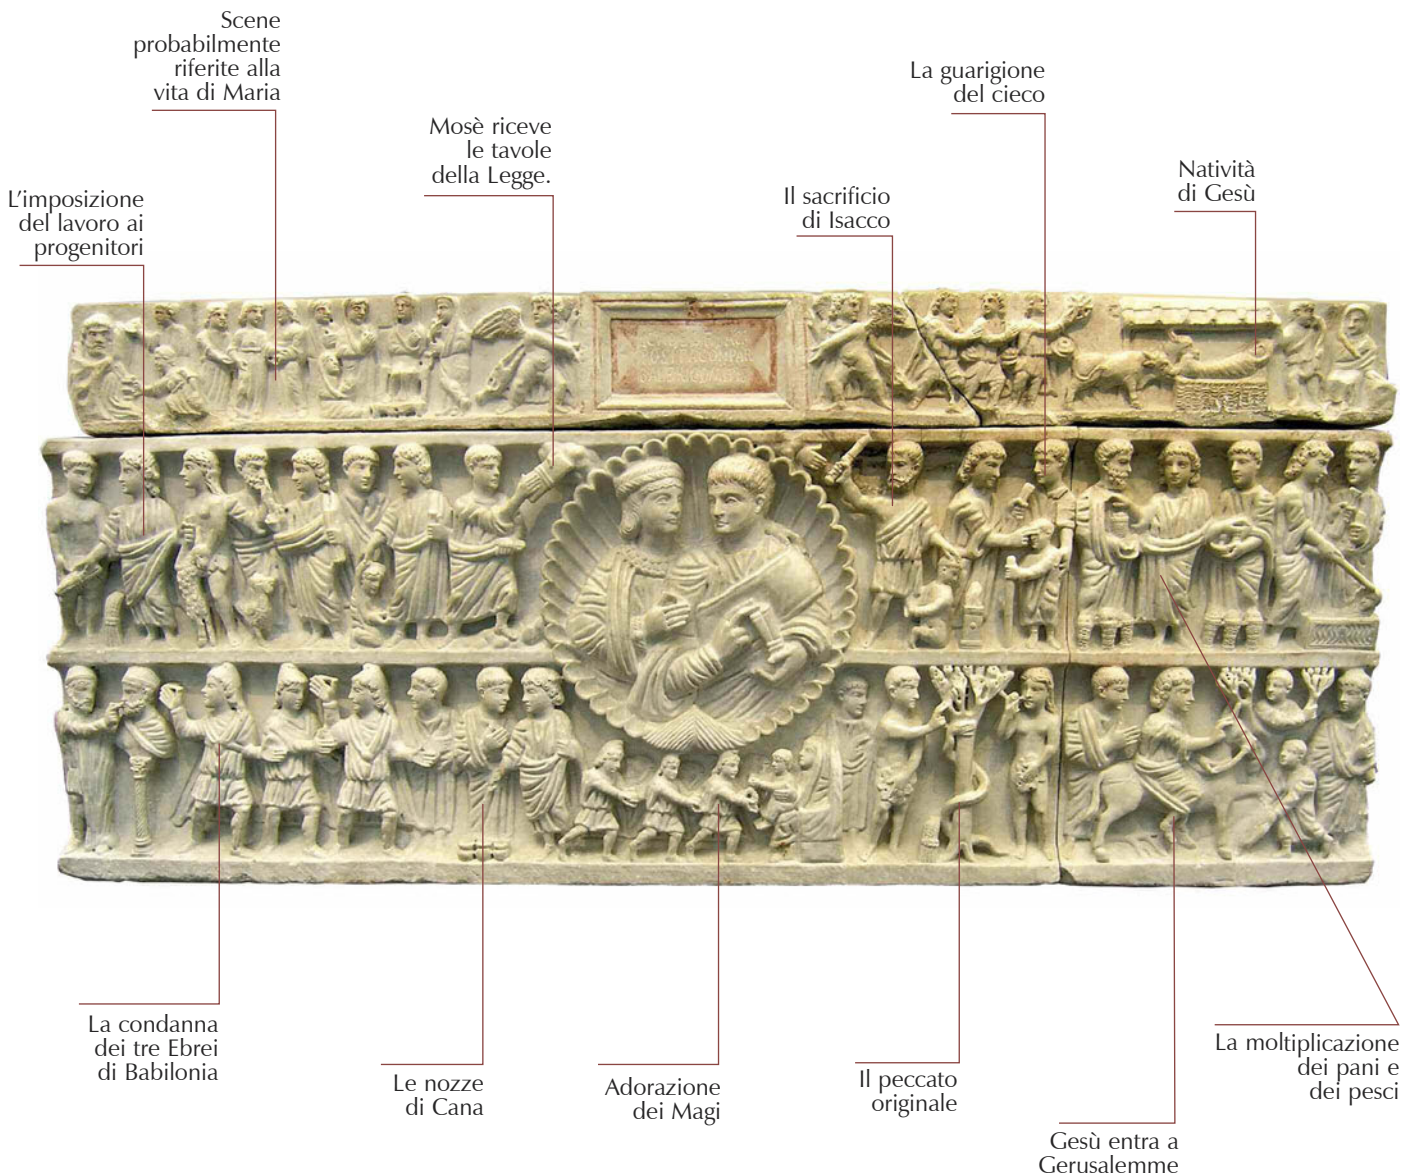 Scene
probabilmente
riferite alla
vita di Maria
La guarigione
del cieco
Mosè riceve
le tavole
della Legge.
Natività
di Gesù
L'imposizione
del lavoro ai
progenitori
Il sacrificio
di Isacco
La condanna
dei tre Ebrei
di Babilonia
Le nozze
di Cana
Adorazione
dei Magi
Il peccato
originale
La moltiplicazione
dei pani e
dei pesci
Gesù entra a
Gerusalemme